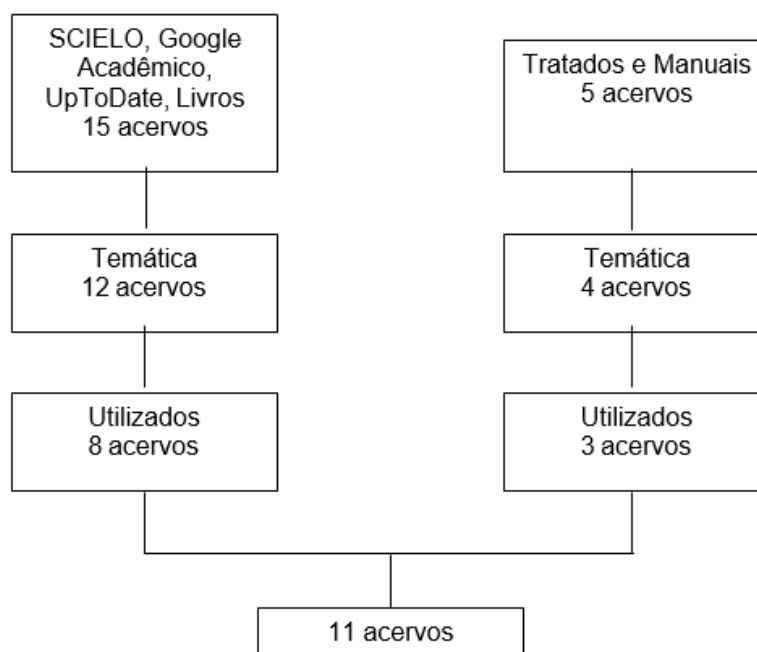 SCIELO, Google
Acadêmico,
UpToDate, Livros
15 acervos
Tratados e Manuais
5 acervos
Temática
12 acervos
Temática
4 acervos
Utilizados
8 acervos
Utilizados
3 acervos
11 acervos